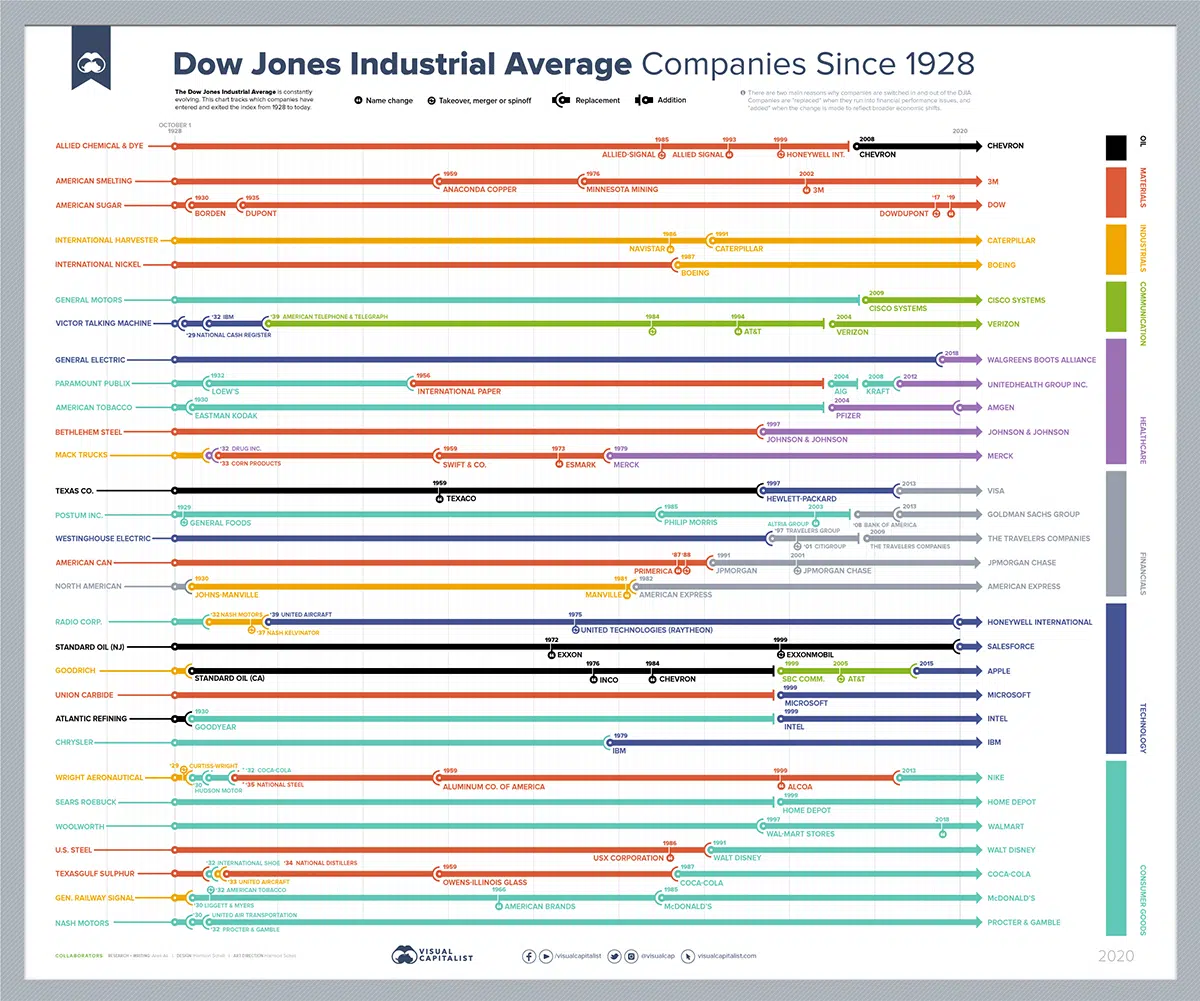 Dow Jones Industrial Average Companies Since 1928
The Dow Jones Industrial Average is constantly
evolving. This chart tracks which companies have
entered and exited the index from 1928 to today.
Name change
Takeover, merger or spinoff
Replacement
Addition
There are two main reasons why companies are switched in and out of the DJIA.
Companies are "replaced" when they run into financial performance issues, and
"added" when the change is made to reflect broader economic shifts.
OCTOBER 1
1928
2020
ALLIED CHEMICAL & DYE
1985
ALLIED-SIGNAL
1993
ALLIED SIGNAL
1999
HONEYWELL INT.
2008
CHEVRON
CHEVRON
OIL
AMERICAN SMELTING
1959
ANACONDA COPPER
1976
MINNESOTA MINING
2002
3M
3M
AMERICAN SUGAR
1930
BORDEN
1935
DUPONT
DOWDUPONT
'17
'19
DOW
MATERIALS
INTERNATIONAL HARVESTER
1986
NAVISTAR
1991
CATERPILLAR
CATERPILLAR
INTERNATIONAL NICKEL
1987
BOEING
BOEING
INDUSTRIALS
GENERAL MOTORS
2009
CISCO SYSTEMS
CISCO SYSTEMS
VICTOR TALKING MACHINE
'29 NATIONAL CASH REGISTER
'32 IBM
'39 AMERICAN TELEPHONE & TELEGRAPH
1984
1994
AT&T
2004
VERIZON
VERIZON
COMMUNICATION
GENERAL ELECTRIC
2018
WALGREENS BOOTS ALLIANCE
PARAMOUNT PUBLIX
1932
LOEW'S
1956
INTERNATIONAL PAPER
2004
AIG
2008
KRAFT
2012
UNITEDHEALTH GROUP INC.
AMERICAN TOBACCO
1930
EASTMAN KODAK
2004
PFIZER
AMGEN
BETHLEHEM STEEL
1997
JOHNSON & JOHNSON
JOHNSON & JOHNSON
MACK TRUCKS
'32 DRUG INC.
'33 CORN PRODUCTS
1959
SWIFT & CO.
1973
ESMARK
1979
MERCK
MERCK
HEALTHCARE
TEXAS CO.
1959
TEXACO
1997
HEWLETT-PACKARD
2013
VISA
POSTUM INC.
1929
GENERAL FOODS
1985
PHILIP MORRIS
2003
ALTRIA GROUP
'08 BANK OF AMERICA
2013
GOLDMAN SACHS GROUP
WESTINGHOUSE ELECTRIC
'97 TRAVELERS GROUP
'01 CITIGROUP
2009
THE TRAVELERS COMPANIES
THE TRAVELERS COMPANIES
AMERICAN CAN
'87 '88
PRIMERICA
1991
JPMORGAN
2001
JPMORGAN CHASE
JPMORGAN CHASE
NORTH AMERICAN
1930
JOHNS-MANVILLE
1981
MANVILLE
1982
AMERICAN EXPRESS
AMERICAN EXPRESS
FINANCIALS
RADIO CORP.
'32 NASH MOTORS
'37 NASH KELVINATOR
'39 UNITED AIRCRAFT
1975
UNITED TECHNOLOGIES (RAYTHEON)
HONEYWELL INTERNATIONAL
STANDARD OIL (NJ)
1972
EXXON
1999
EXXONMOBIL
SALESFORCE
GOODRICH
STANDARD OIL (CA)
1976
INCO
1984
CHEVRON
1999
SBC COMM.
2005
AT&T
2015
APPLE
UNION CARBIDE
1999
MICROSOFT
MICROSOFT
ATLANTIC REFINING
1930
GOODYEAR
1999
INTEL
INTEL
CHRYSLER
1979
IBM
IBM
TECHNOLOGY
WRIGHT AERONAUTICAL
'29 CURTISS-WRIGHT
'30
HUDSON MOTOR
'32 COCA-COLA
'35 NATIONAL STEEL
1959
ALUMINUM CO. OF AMERICA
1999
ALCOA
2013
NIKE
SEARS ROEBUCK
1999
HOME DEPOT
HOME DEPOT
WOOLWORTH
1997
WAL-MART STORES
2018
WALMART
U.S. STEEL
1986
USX CORPORATION
1991
WALT DISNEY
WALT DISNEY
TEXASGULF SULPHUR
'32 INTERNATIONAL SHOE
'34 NATIONAL DISTILLERS
'33 UNITED AIRCRAFT
1959
OWENS-ILLINOIS GLASS
1987
COCA-COLA
COCA-COLA
GEN. RAILWAY SIGNAL
'30 LIGGETT & MYERS
'32 AMERICAN TOBACCO
1966
AMERICAN BRANDS
1985
McDONALD'S
McDONALD'S
NASH MOTORS
'30 UNITED AIR TRANSPORTATION
'32 PROCTER & GAMBLE
PROCTER & GAMBLE
CONSUMER GOODS
COLLABORATORS
RESEARCH + WRITING
DESIGN
ART DIRECTION
VISUAL
CAPITALIST
/visualcapitalist
@visualcap
visualcapitalist.com
2020